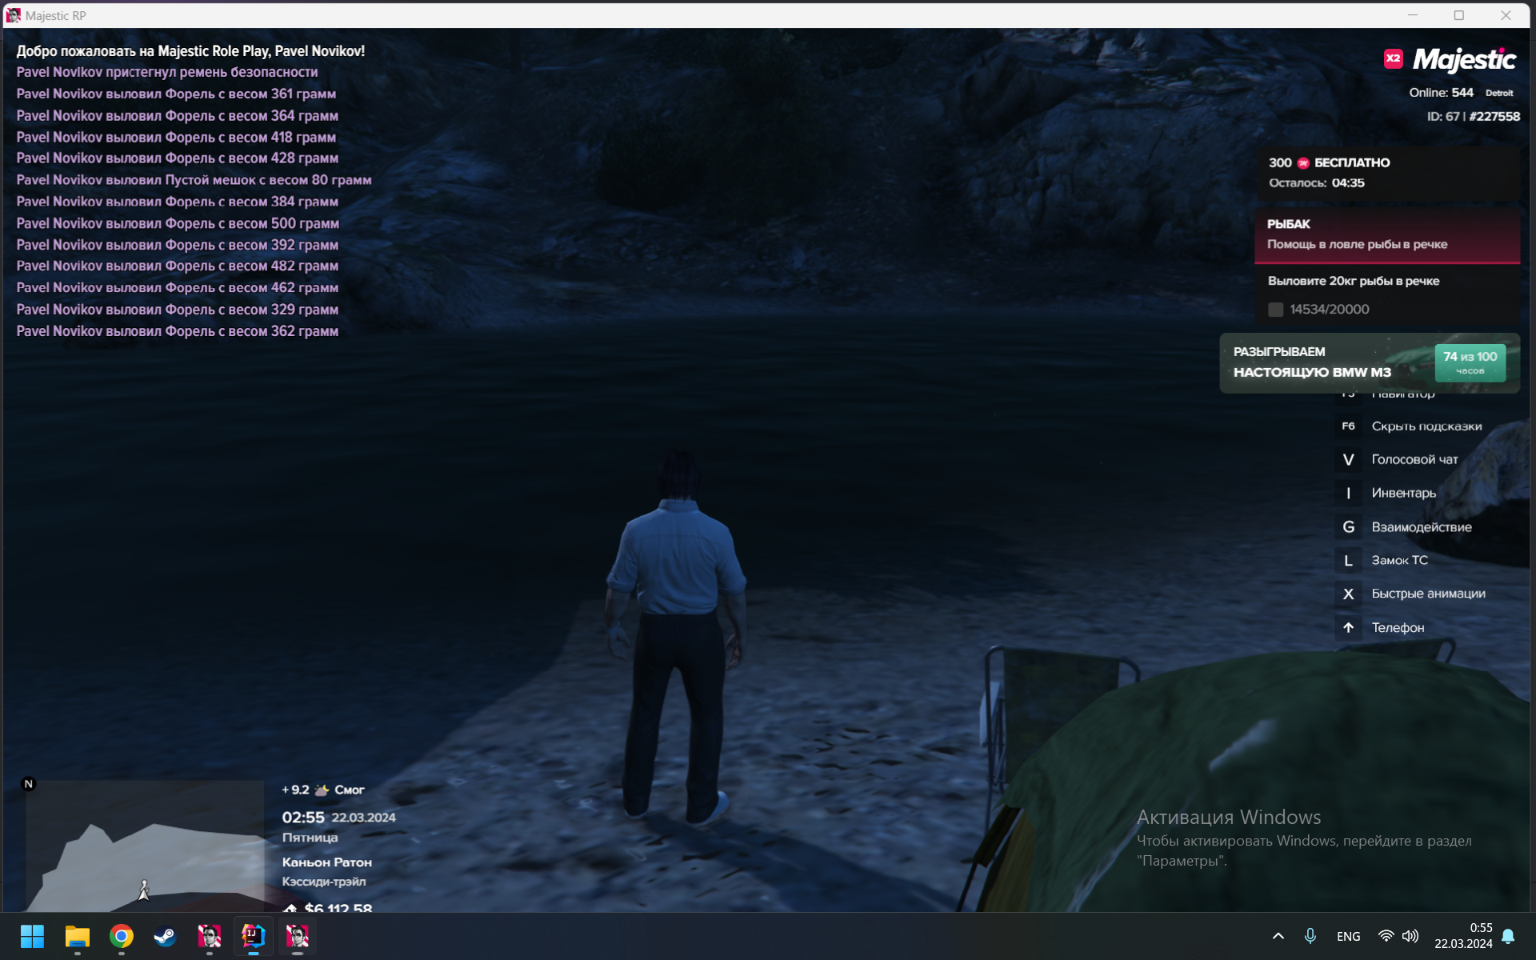 Majestic RP
Добро пожаловать на Majestic Role Play, Pavel Novikov!
Pavel Novikov пристегнул ремень безопасности
Pavel Novikov выловил Форель с весом 361 грамм
Pavel Novikov выловил Форель с весом 364 грамм
Pavel Novikov выловил Форель с весом 418 грамм
Pavel Novikov выловил Форель с весом 428 грамм
Pavel Novikov выловил Пустой мешок с весом 80 грамм
Pavel Novikov выловил Форель с весом 384 грамм
Pavel Novikov выловил Форель с весом 500 грамм
Pavel Novikov выловил Форель с весом 392 грамм
Pavel Novikov выловил Форель с весом 482 грамм
Pavel Novikov выловил Форель с весом 462 грамм
Pavel Novikov выловил Форель с весом 329 грамм
Pavel Novikov выловил Форель с весом 362 грамм
X2 Majestic
Online: 544 Detroit
ID: 67 | #227558
300 БЕСПЛАТНО
Осталось: 04:35
РЫБАК
Помощь в ловле рыбы в речке
Выловите 20кг рыбы в речке
14534/20000
РАЗЫГРЫВАЕМ
НАСТОЯЩУЮ BMW M3
74 из 100
часов
F5 Навигатор
F6 Скрыть подсказки
V Голосовой чат
I Инвентарь
G Взаимодействие
L Замок ТС
X Быстрые анимации
Телефон
N
+ 9.2 Смог
02:55 22.03.2024
Пятница
Каньон Ратон
Кэссиди-трэйл
$6 112.58
Активация Windows
Чтобы активировать Windows, перейдите в раздел
"Параметры".
IJ
ENG
0:55
22.03.2024